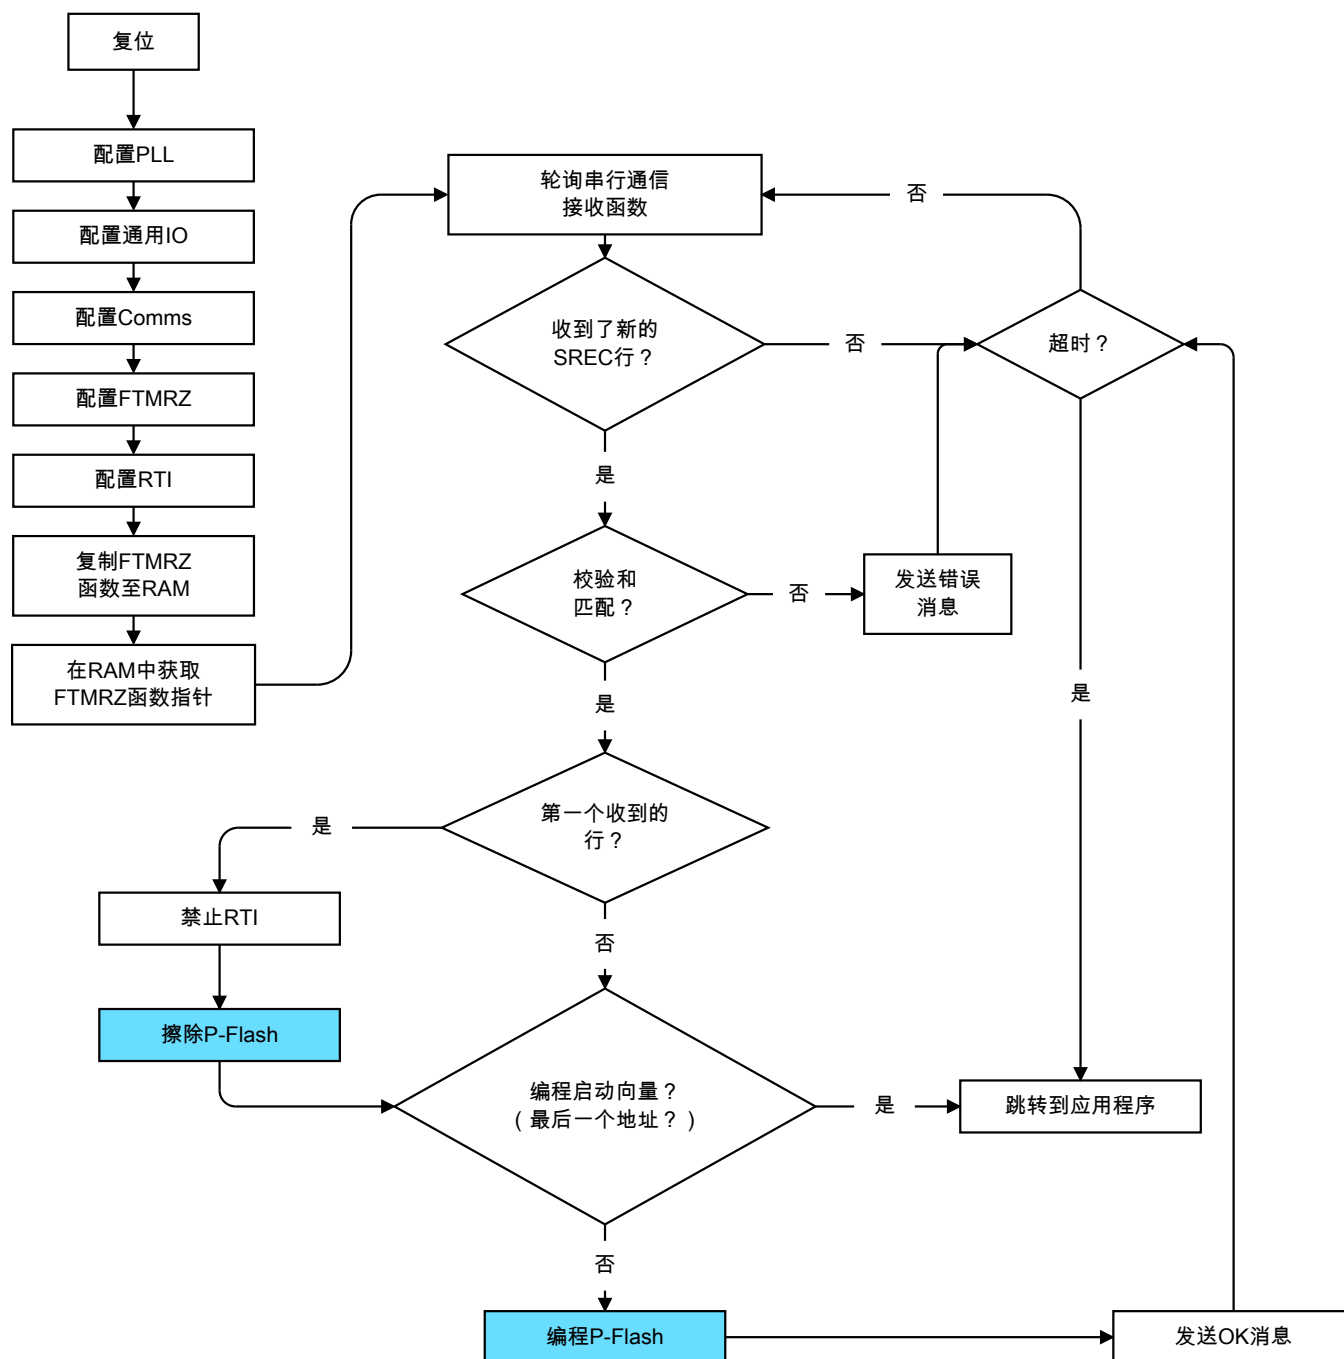 复位
配置PLL
配置通用IO
配置Comms
配置FTMRZ
配置RTI
复制FTMRZ
函数至RAM
在RAM中获取
FTMRZ函数指针
轮询串行通信
接收函数
否
收到了新的
SREC行？
否
超时？
是
校验和
匹配？
否
发送错误
消息
是
是
第一个收到的
行？
是
禁止RTI
否
擦除P-Flash
编程启动向量？
（最后一个地址？）
是
跳转到应用程序
否
编程P-Flash
发送OK消息